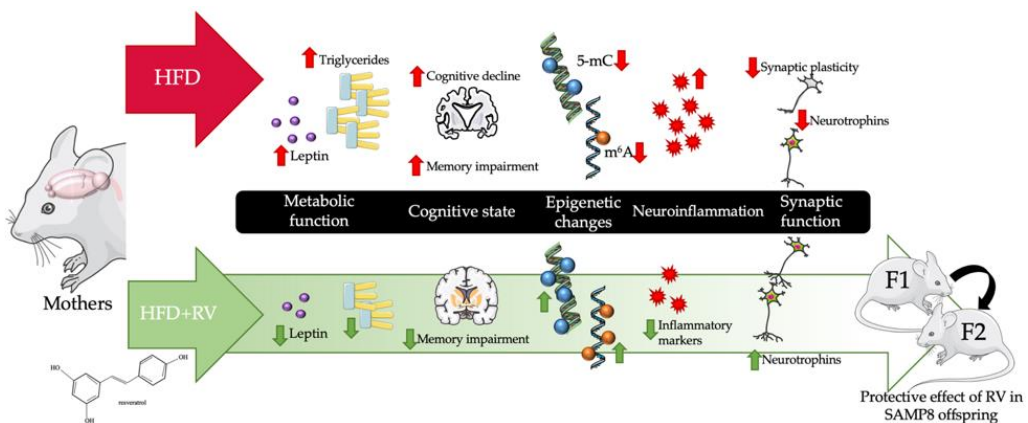 HFD
Triglycerides
Leptin
Cognitive decline
Memory impairment
5-mC
m⁶A
Synaptic plasticity
Neurotrophins
Metabolic
function
Cognitive state
Epigenetic
changes
Neuroinflammation
Synaptic
function
Mothers
HFD+RV
Leptin
Memory impairment
Inflammatory
markers
Neurotrophins
F1
F2
HO
OH
OH
resveratrol
Protective effect of RV in
SAMP8 offspring